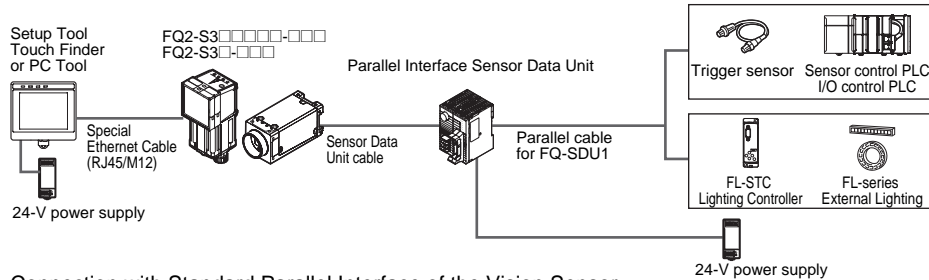 Setup Tool
Touch Finder
or PC Tool
FQ2-S3□□□□□-□□□
FQ2-S3□-□□□
Parallel Interface Sensor Data Unit
Trigger sensor
Sensor control PLC
I/O control PLC
Special
Ethernet Cable
(RJ45/M12)
Sensor Data
Unit cable
Parallel cable
for FQ-SDU1
24-V power supply
FL-STC
Lighting Controller
FL-series
External Lighting
24-V power supply
Connection with Standard Parallel Interface of the Vision Sensor